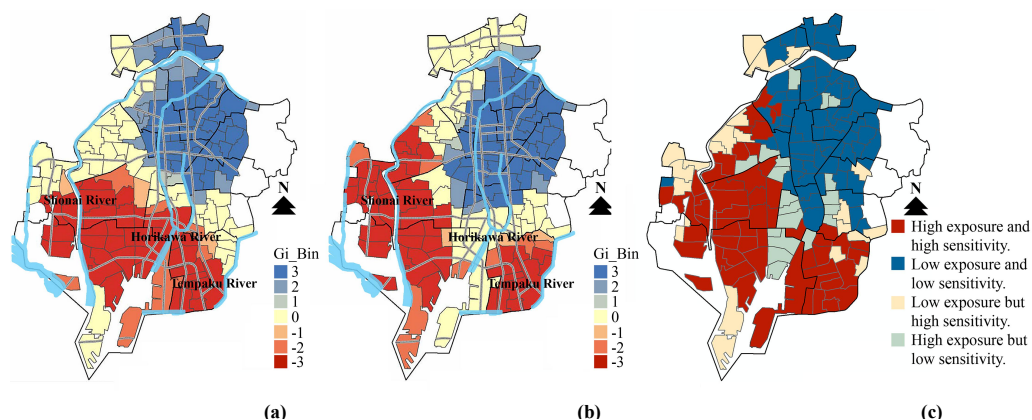 Shonai River
Horikawa River
Tempaku River
N
Gi_Bin
3
2
1
0
-1
-2
-3
(a)
Shonai River
Horikawa River
Tempaku River
N
Gi_Bin
3
2
1
0
-1
-2
-3
(b)
N
High exposure and
high sensitivity.
Low exposure and
low sensitivity.
Low exposure but
high sensitivity.
High exposure but
low sensitivity.
(c)